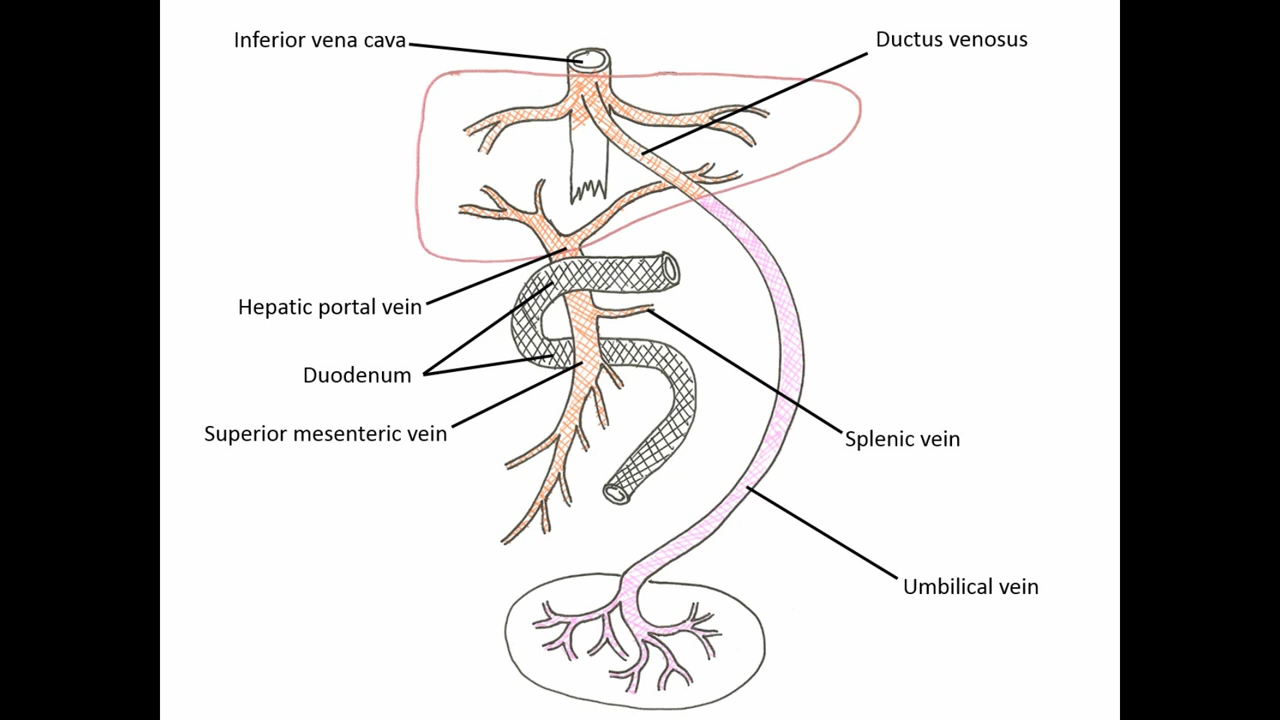 Inferior vena cava
Ductus venosus
Hepatic portal vein
Duodenum
Superior mesenteric vein
Splenic vein
Umbilical vein